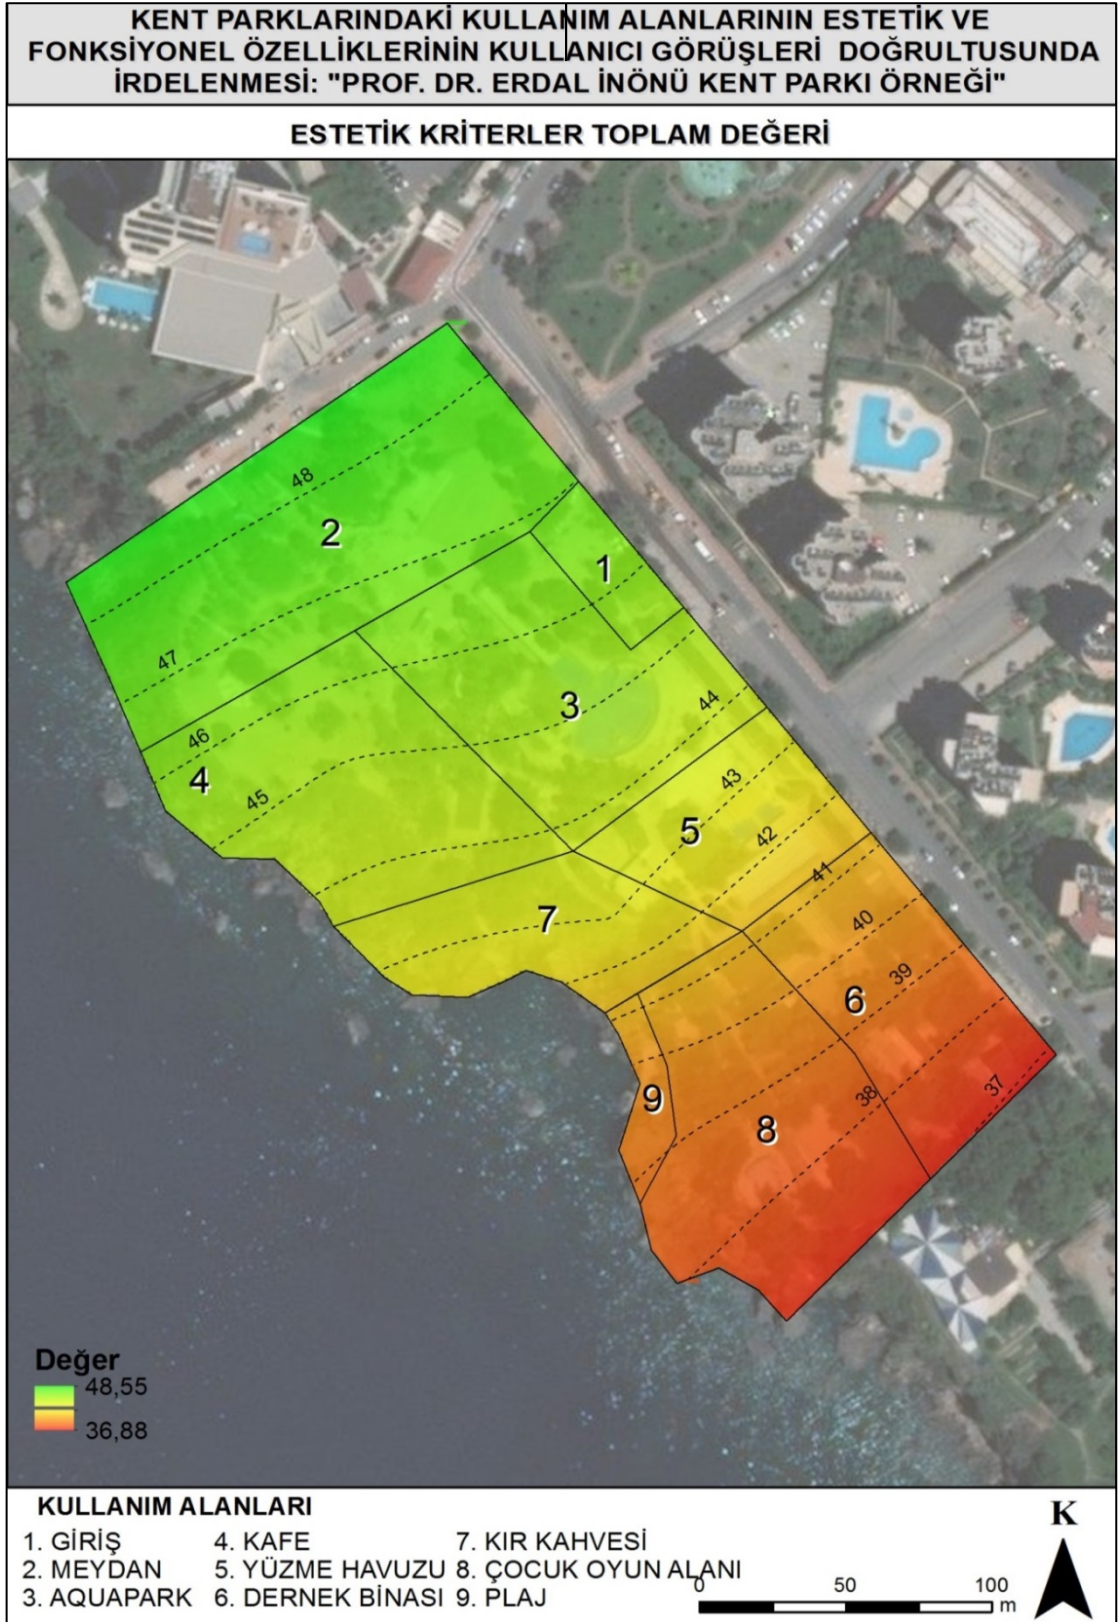 KENT PARKLARINDAKİ KULLANIM ALANLARININ ESTETİK VE
FONKSİYONEL ÖZELLİKLERİNİN KULLANICI GÖRÜŞLERİ DOĞRULTUSUNDA
İRDELENMESİ: "PROF. DR. ERDAL İNÖNÜ KENT PARKI ÖRNEĞİ"
ESTETİK KRİTERLER TOPLAM DEĞERİ
48
2
1
47
3
44
46
4
43
45
5
42
41
7
40
39
6
37
38
9
8
Değer
48,55
36,88
KULLANIM ALANLARI
1. GİRİŞ
2. MEYDAN
3. AQUAPARK
4. KAFE
5. YÜZME HAVUZU
6. DERNEK BİNASI
7. KIR KAHVESİ
8. ÇOCUK OYUN ALANI
9. PLAJ
K
0 50 100
m